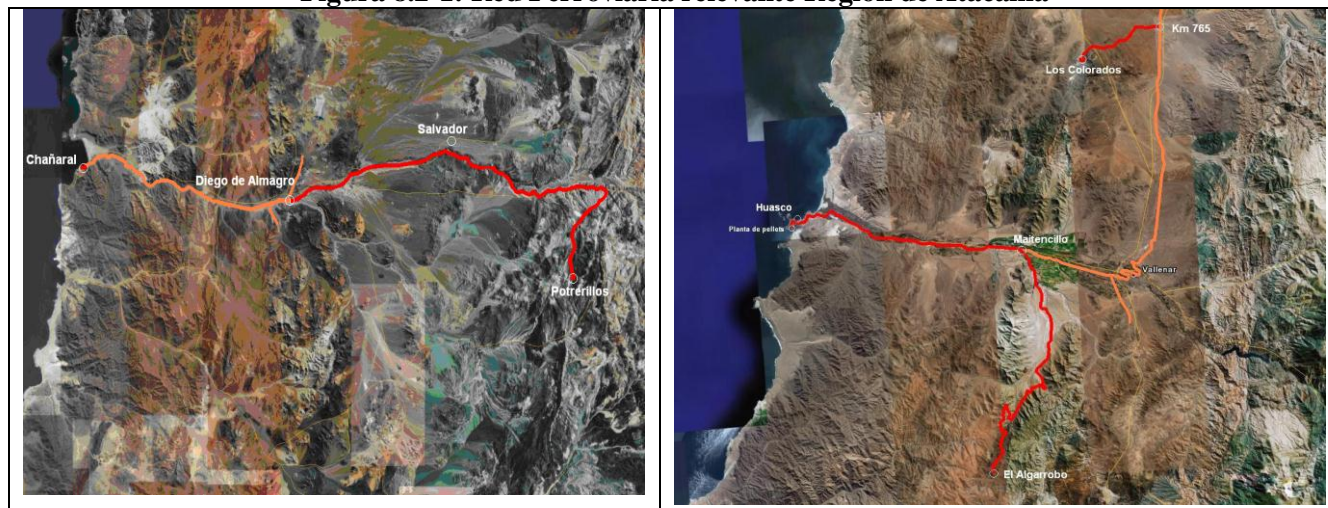 Figura 8.2-1: Red Ferroviaria relevante Región de Atacama
Salvador
Chañaral
Diego de Almagro
Potrerillos
Km 765
Los Colorados
Huasco
Planta de pellets
Maitencillo
Vallenar
El Algarrobo